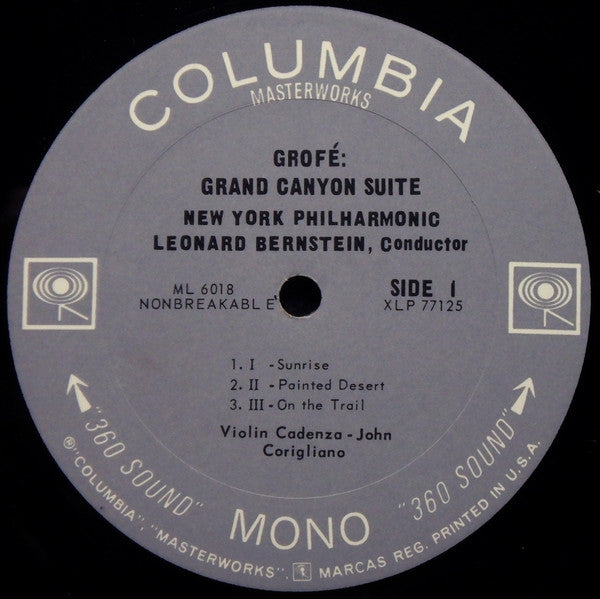 COLUMBIA
MASTERWORKS
GROFÉ:
GRAND CANYON SUITE
NEW YORK PHILHARMONIC
LEONARD BERNSTEIN, Conductor
ML 6018
NONBREAKABLE
SIDE 1
XLP 77125
1. I - Sunrise
2. II - Painted Desert
3. III - On the Trail
Violin Cadenza - John
Corigliano
"360 SOUND"
MONO
"360 SOUND"
® "COLUMBIA", "MASTERWORKS", MARCAS REG. PRINTED IN U.S.A.